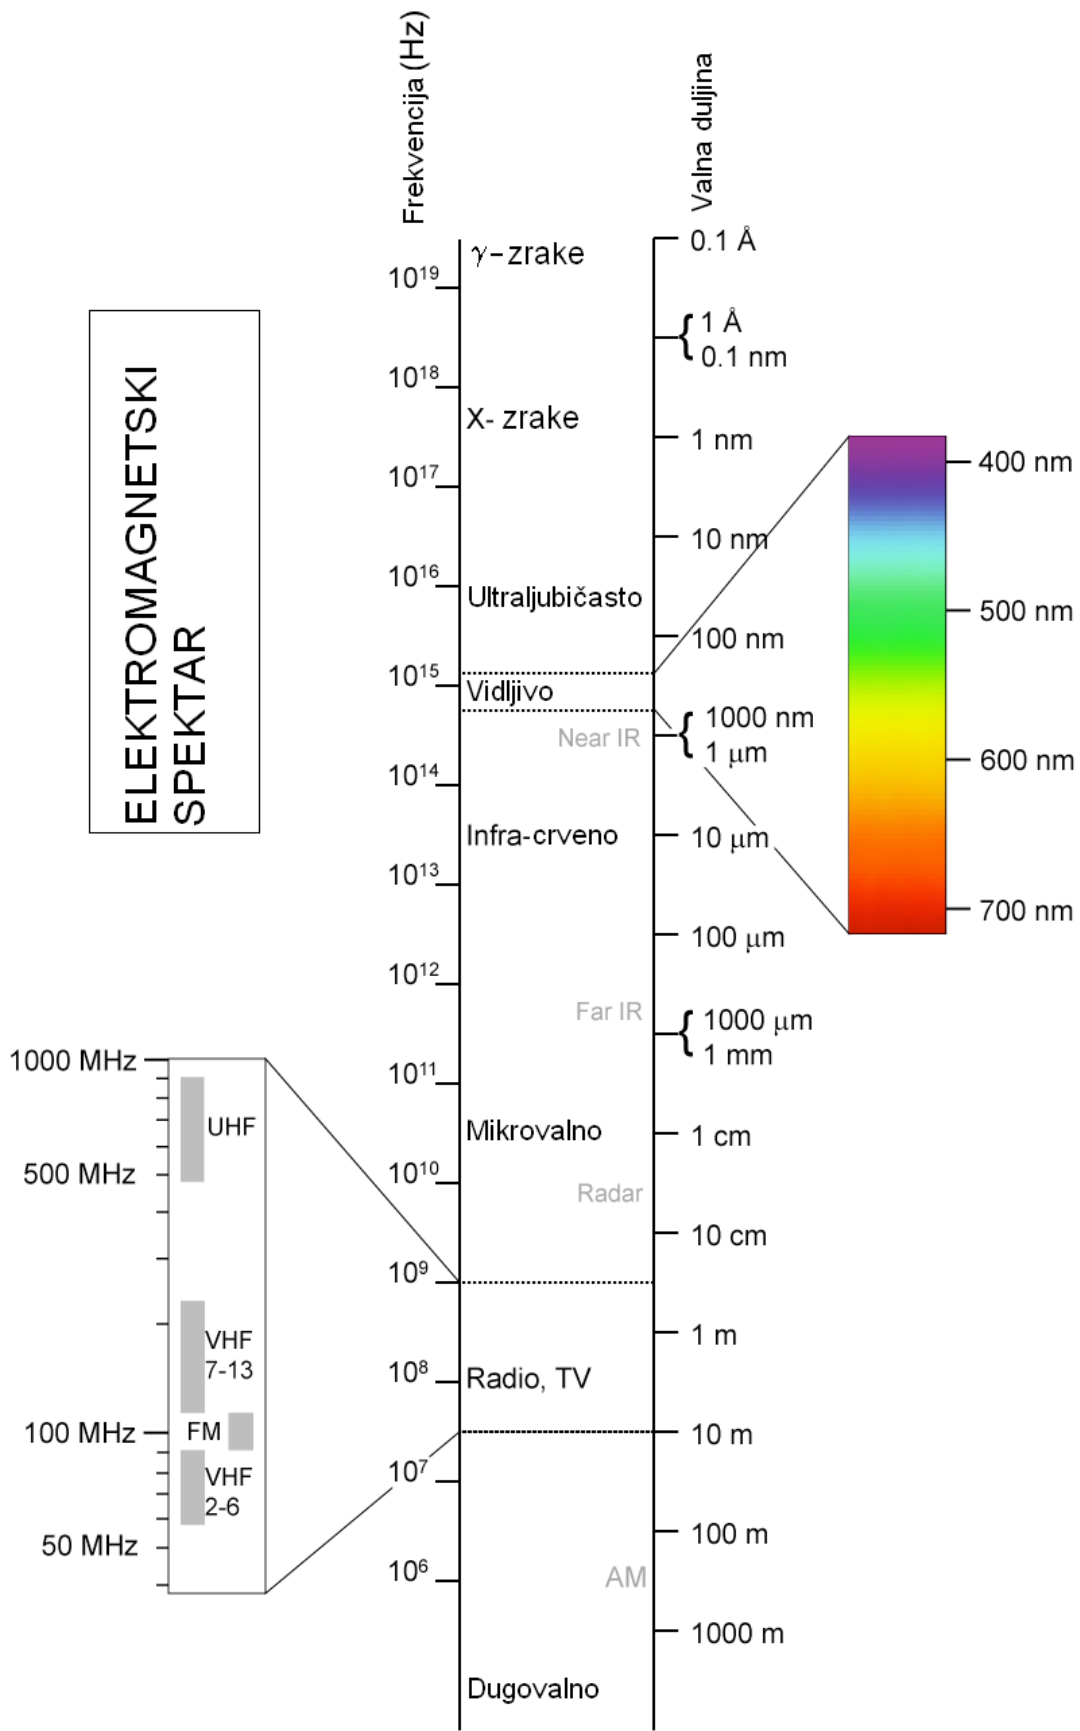 Frekvencija (Hz)
Valna duljina
ELEKTROMAGNETSKI
SPEKTAR
10¹⁹
10¹⁸
10¹⁷
10¹⁶
10¹⁵
10¹⁴
10¹³
10¹²
10¹¹
10¹⁰
10⁹
10⁸
10⁷
10⁶
γ-zrake
X- zrake
Ultraljubičasto
Vidljivo
Near IR
Infra-crveno
Far IR
Mikrovalno
Radar
Radio, TV
AM
Dugovalno
0.1 Å
1 Å
0.1 nm
1 nm
10 nm
100 nm
1000 nm
1 μm
10 μm
100 μm
1000 μm
1 mm
1 cm
10 cm
1 m
10 m
100 m
1000 m
400 nm
500 nm
600 nm
700 nm
1000 MHz
500 MHz
100 MHz
50 MHz
UHF
VHF
7-13
FM
VHF
2-6